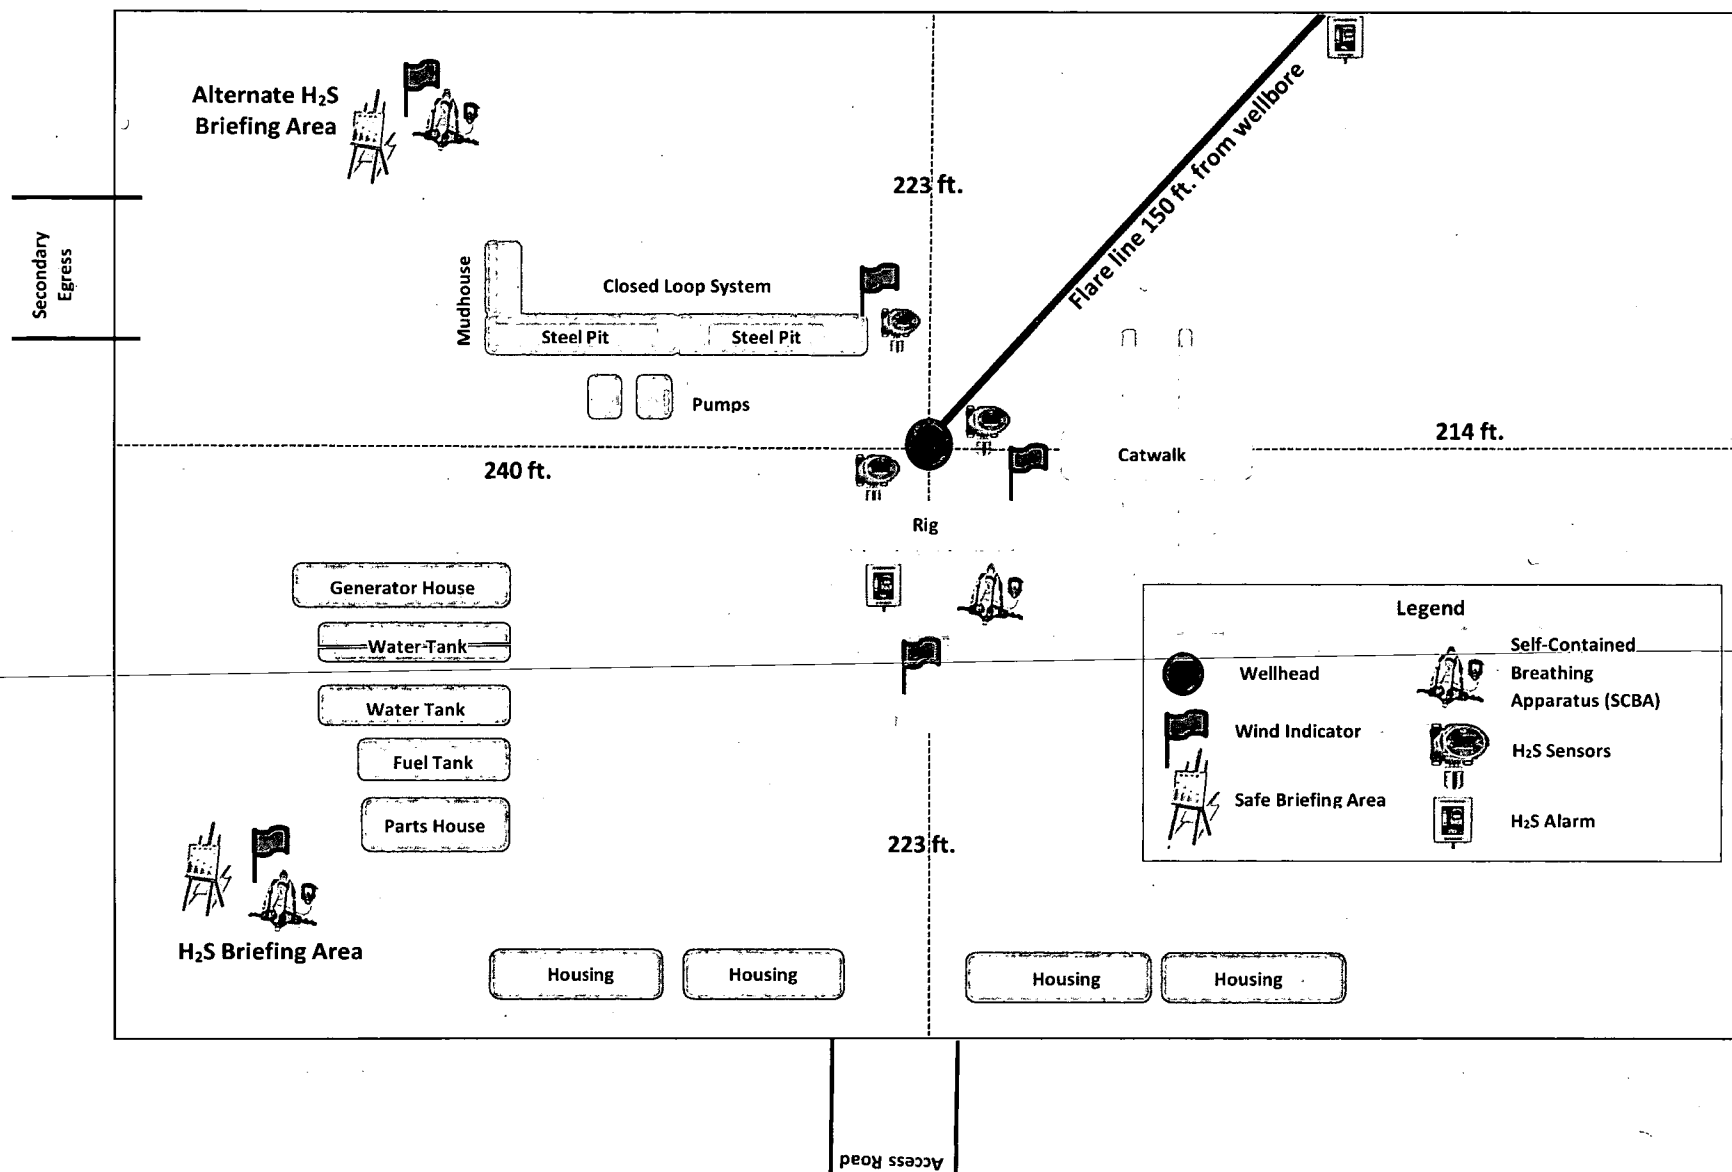 Alternate H₂S
Briefing Area
223 ft.
Flare line 150 ft. from wellbore
Secondary
Egress
Mudhouse
Closed Loop System
Steel Pit
Steel Pit
Pumps
240 ft.
214 ft.
Catwalk
Rig
Generator House
Water Tank
Water Tank
Fuel Tank
Parts House
H₂S Briefing Area
223 ft.
Legend
Wellhead
Wind Indicator
Safe Briefing Area
Self-Contained
Breathing
Apparatus (SCBA)
H₂S Sensors
H₂S Alarm
Housing
Housing
Housing
Housing
Access Road